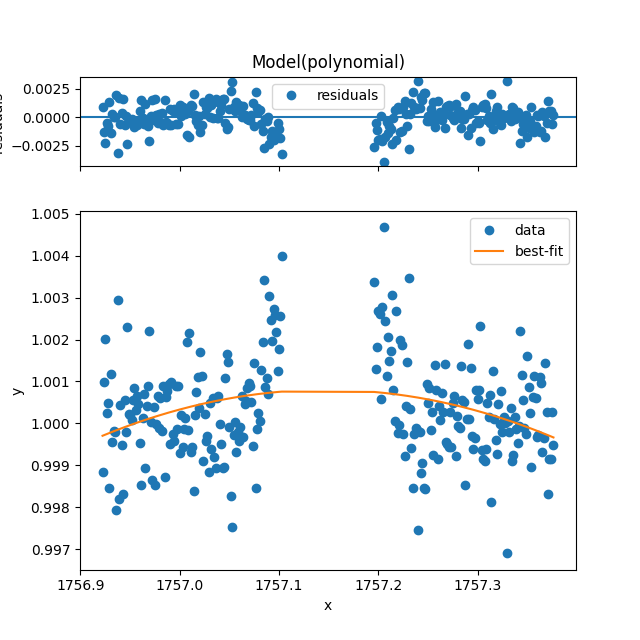 Model(polynomial)
0.0025
0.0000
−0.0025
residuals
residuals
1.005
1.004
1.003
1.002
1.001
1.000
0.999
0.998
0.997
y
data
best-fit
1756.9
1757.0
1757.1
1757.2
1757.3
x